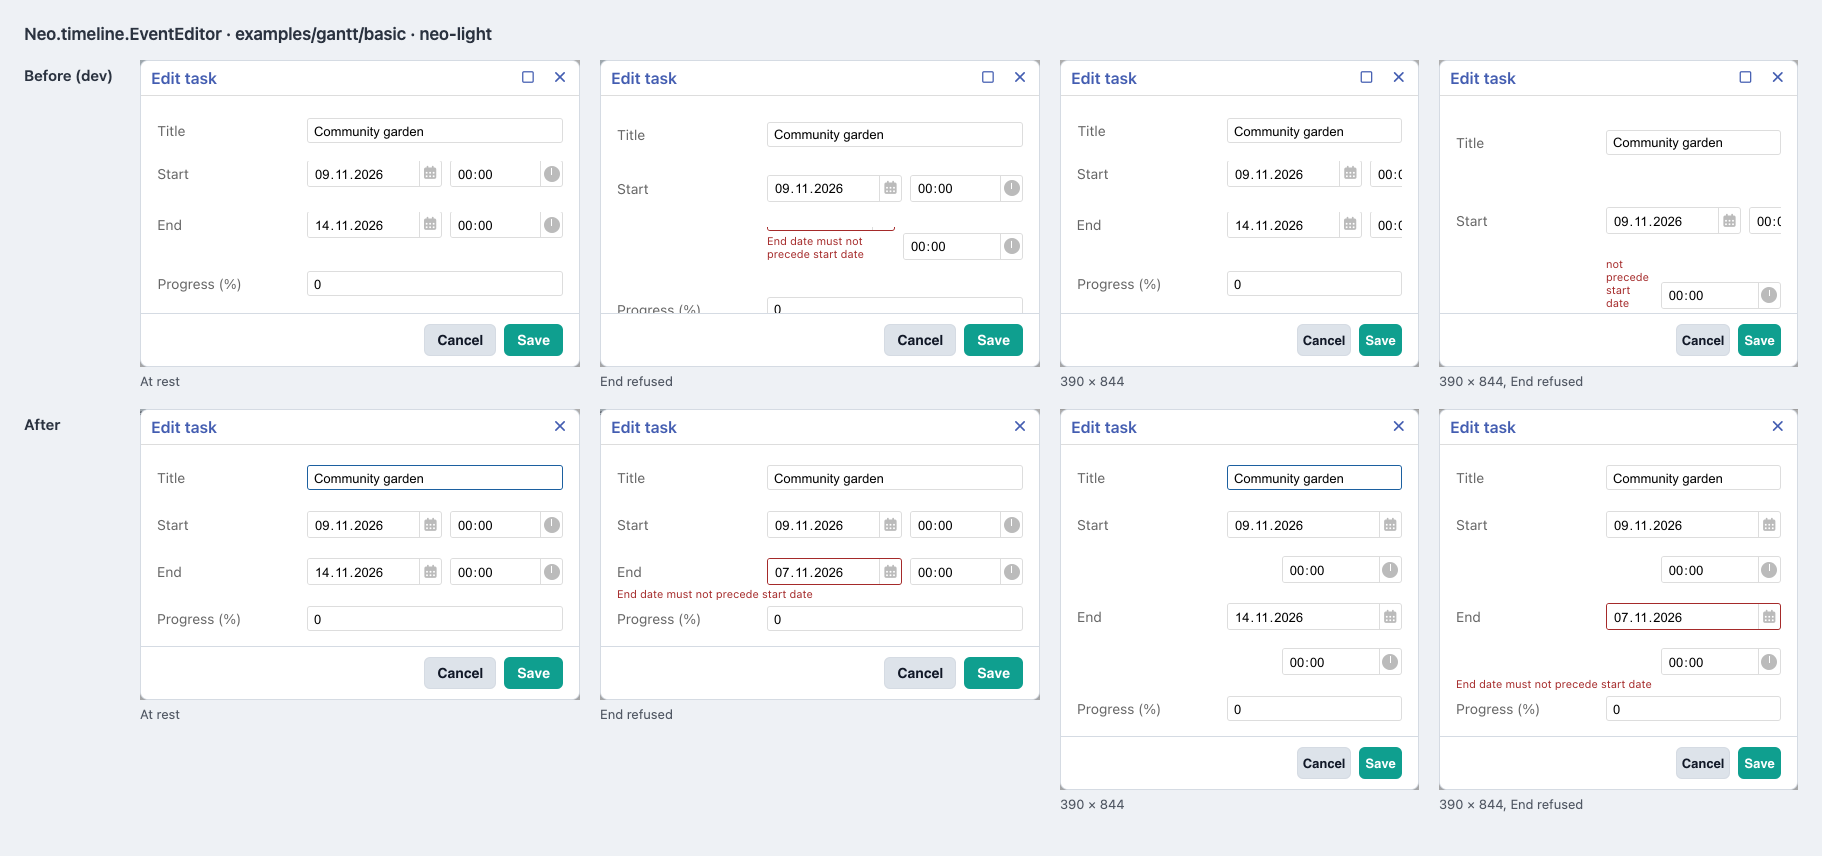 Neo.timeline.EventEditor · examples/gantt/basic · neo-light
Before (dev)
Edit task
Title
Community garden
Start
09.11.2026
00:00
End
14.11.2026
00:00
Progress (%)
0
Cancel
Save
At rest
Edit task
Title
Community garden
Start
09.11.2026
00:00
End date must not
precede start date
00:00
Progress (%)
0
Cancel
Save
End refused
Edit task
Title
Community garden
Start
09.11.2026
00:0
End
14.11.2026
00:0
Progress (%)
0
Cancel
Save
390 × 844
Edit task
Title
Community garden
Start
09.11.2026
00:0
not
precede
start
date
00:00
Cancel
Save
390 × 844, End refused
After
Edit task
Title
Community garden
Start
09.11.2026
00:00
End
14.11.2026
00:00
Progress (%)
0
Cancel
Save
At rest
Edit task
Title
Community garden
Start
09.11.2026
00:00
End
07.11.2026
00:00
End date must not precede start date
Progress (%)
0
Cancel
Save
End refused
Edit task
Title
Community garden
Start
09.11.2026
00:00
End
14.11.2026
00:00
Progress (%)
0
Cancel
Save
390 × 844
Edit task
Title
Community garden
Start
09.11.2026
00:00
End
07.11.2026
00:00
End date must not precede start date
Progress (%)
0
Cancel
Save
390 × 844, End refused